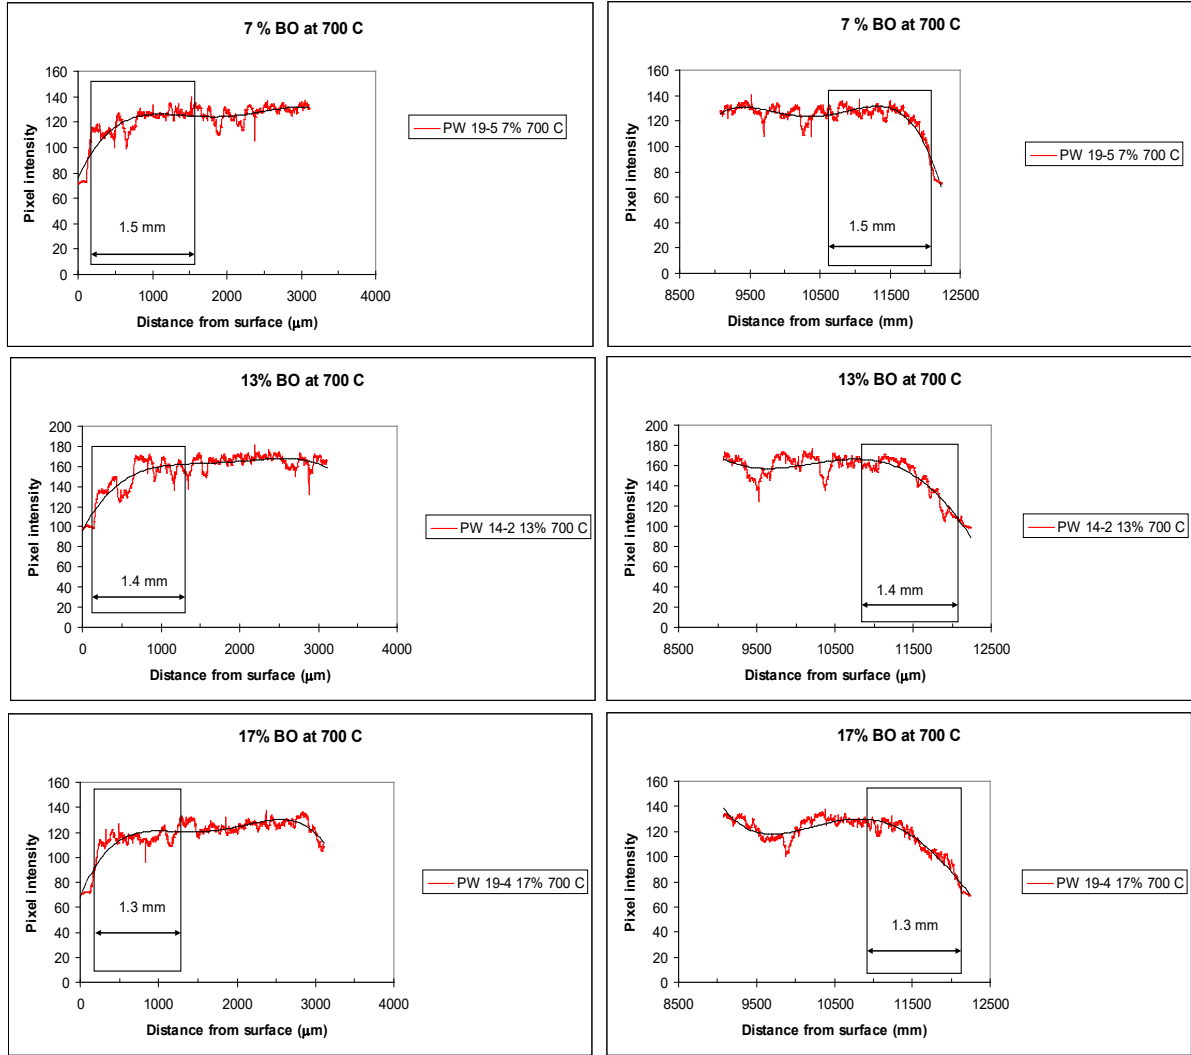 7 % BO at 700 C
160
140
120
100
80
60
40
20
0
Pixel intensity
1.5 mm
0
1000
2000
3000
4000
Distance from surface (μm)
PW 19-5 7% 700 C
7 % BO at 700 C
160
140
120
100
80
60
40
20
0
Pixel intensity
1.5 mm
8500
9500
10500
11500
12500
Distance from surface (mm)
PW 19-5 7% 700 C
13% BO at 700 C
200
180
160
140
120
100
80
60
40
20
0
Pixel intensity
1.4 mm
0
1000
2000
3000
4000
Distance from surface (μm)
PW 14-2 13% 700 C
13% BO at 700 C
200
180
160
140
120
100
80
60
40
20
0
Pixel intensity
1.4 mm
8500
9500
10500
11500
12500
Distance from surface (mm)
PW 14-2 13% 700 C
17% BO at 700 C
160
140
120
100
80
60
40
20
0
Pixel intensity
1.3 mm
0
1000
2000
3000
4000
Distance from surface (μm)
PW 19-4 17% 700 C
17% BO at 700 C
160
140
120
100
80
60
40
20
0
Pixel intensity
1.3 mm
8500
9500
10500
11500
12500
Distance from surface (mm)
PW 19-4 17% 700 C